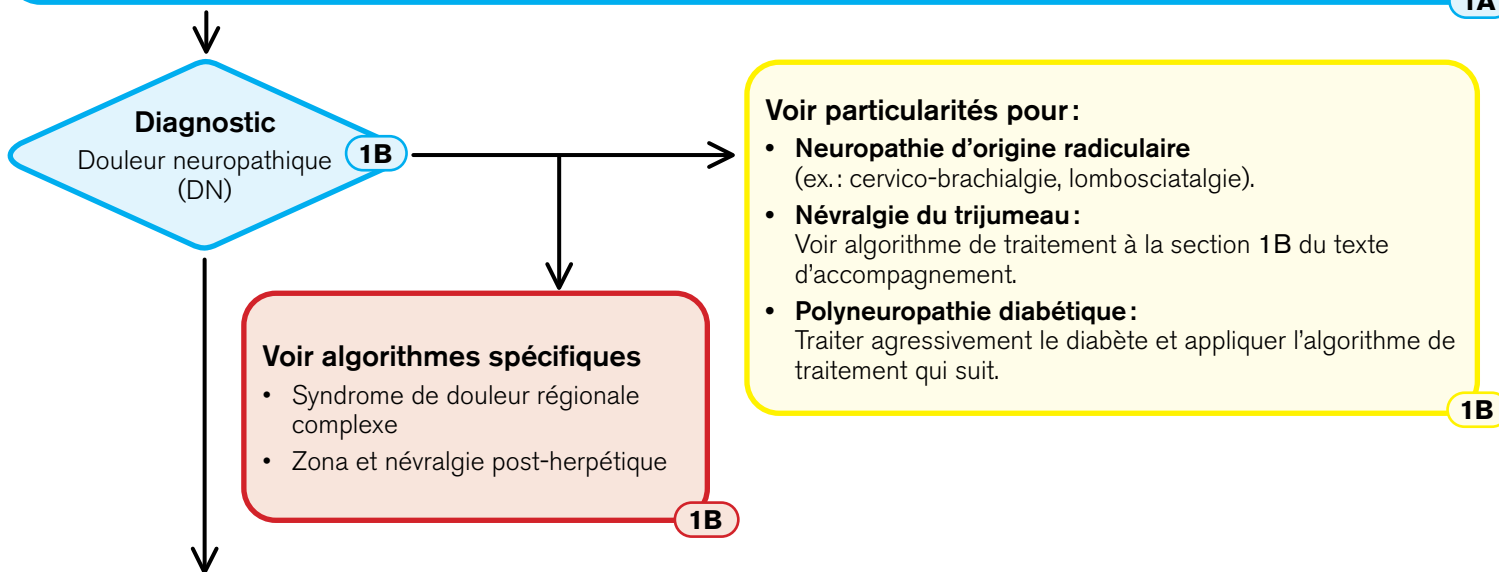 1A
Diagnostic
Douleur neuropathique
(DN)
1B
Voir particularités pour :
• Neuropathie d'origine radiculaire
(ex. : cervico-brachialgie, lombosciatalgie).
• Névralgie du trijumeau :
Voir algorithme de traitement à la section 1B du texte
d'accompagnement.
• Polyneuropathie diabétique :
Traiter agressivement le diabète et appliquer l'algorithme de
traitement qui suit.
1B
Voir algorithmes spécifiques
• Syndrome de douleur régionale
complexe
• Zona et névralgie post-herpétique
1B